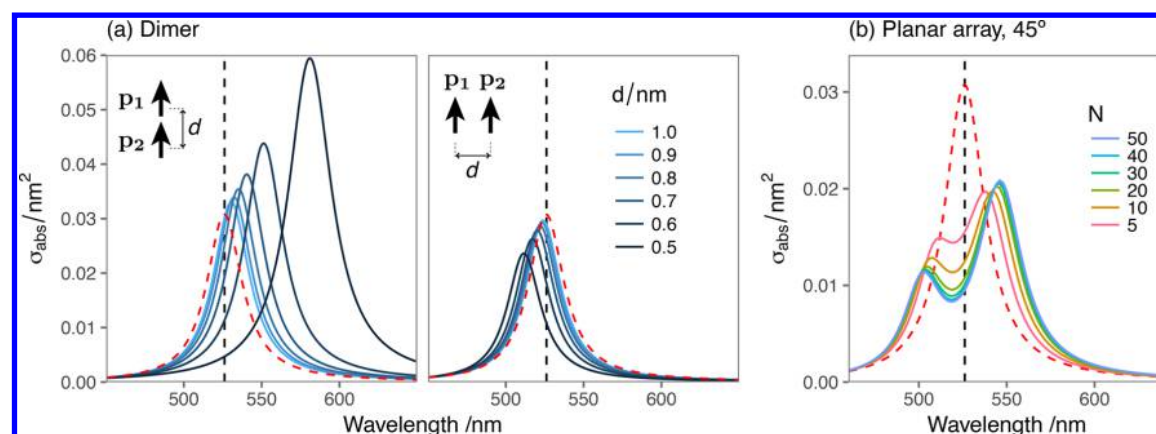 (a) Dimer
(b) Planar array, 45º
0.06
0.05
0.04
0.03
0.02
0.01
0.00
σabs/nm²
p₁
p₂
d
p₁ p₂
d
d/nm
1.0
0.9
0.8
0.7
0.6
0.5
500 550 600
500 550 600
Wavelength /nm
0.03
0.02
0.01
0.00
σabs/nm²
N
50
40
30
20
10
5
500 550 600
Wavelength /nm